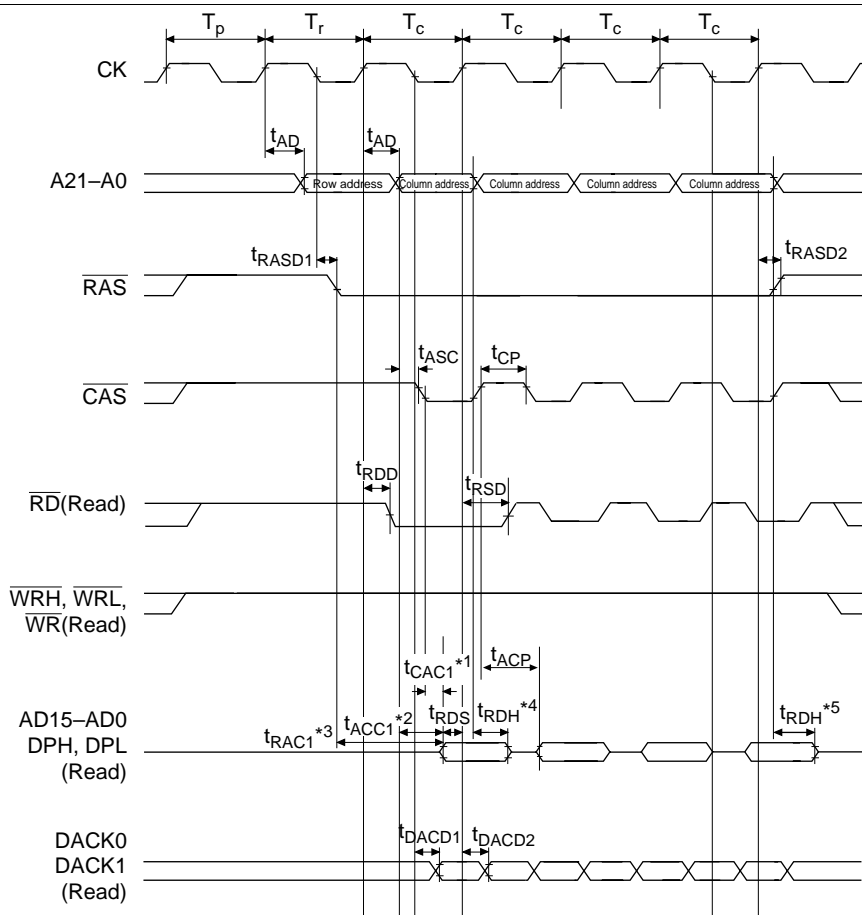 Tp Tr Tc Tc Tc Tc
CK
tAD tAD
A21–A0 Row address Column address Column address Column address Column address
tRASD1 tRASD2
RAS
tASC tCP
CAS
tRDD tRSD
RD(Read)
WRH, WRL,
WR(Read)
tCAC1*1 tACP
AD15–AD0
DPH, DPL
(Read)
tRAC1*3 tACC1*2 tRDS tRDH*4 tRDH*5
DACK0
DACK1
(Read)
tDACD1 tDACD2